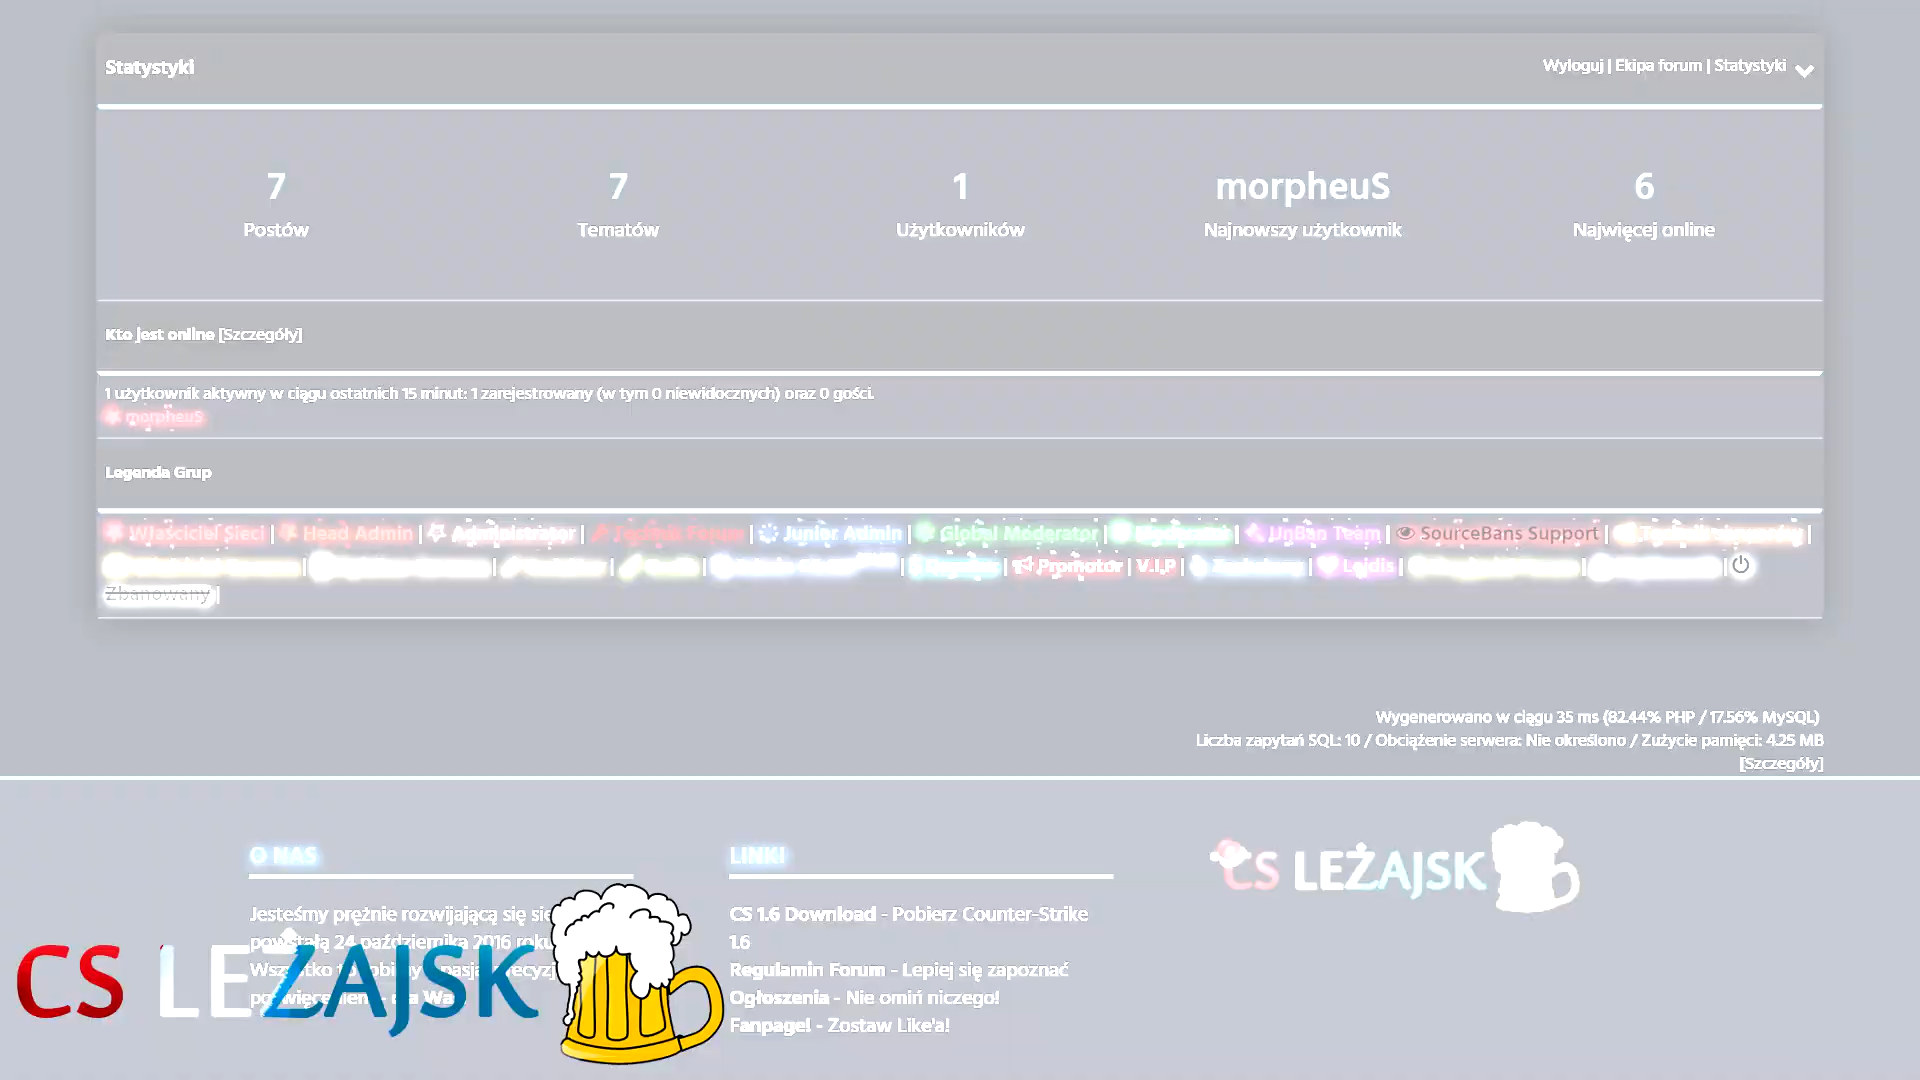 Statystyki
Wyloguj | Ekipa forum | Statystyki
7 7 1 morpheuS 6
Postów Tematów Użytkowników Najnowszy użytkownik Najwięcej online
Kto jest online [Szczegóły]
1 użytkownik aktywny w ciągu ostatnich 15 minut: 1 zarejestrowany (w tym 0 niewidocznych) oraz 0 gości.
morpheuS
Legenda Grup
Właściciel Sieci | Head Admin | Administrator | Technik Forum | Junior Admin | Global Moderator | Moderator | UnBan Team | SourceBans Support |
| Promotor | V.I.P | | Lejdis |
Zbanowany |
Wygenerowano w ciągu 35 ms (82.44% PHP / 17.56% MySQL)
Liczba zapytań SQL: 10 / Obciążenie serwera: Nie określono / Zużycie pamięci: 4.25 MB
[Szczegóły]
O NAS
Jesteśmy prężnie rozwijającą się
powstałą 24 października 2016 roku
LINKI
CS 1.6 Download - Pobierz Counter-Strike
1.6
Regulamin Forum - Lepiej się zapoznać
Ogłoszenia - Nie omiń niczego!
Fanpage! - Zostaw Like'a!
CS LEŻAJSK
CS LEŻAJSK